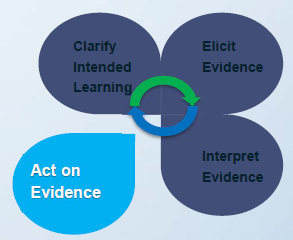 Clarify
Intended
Learning
Elicit
Evidence
Interpret
Evidence
Act on
Evidence